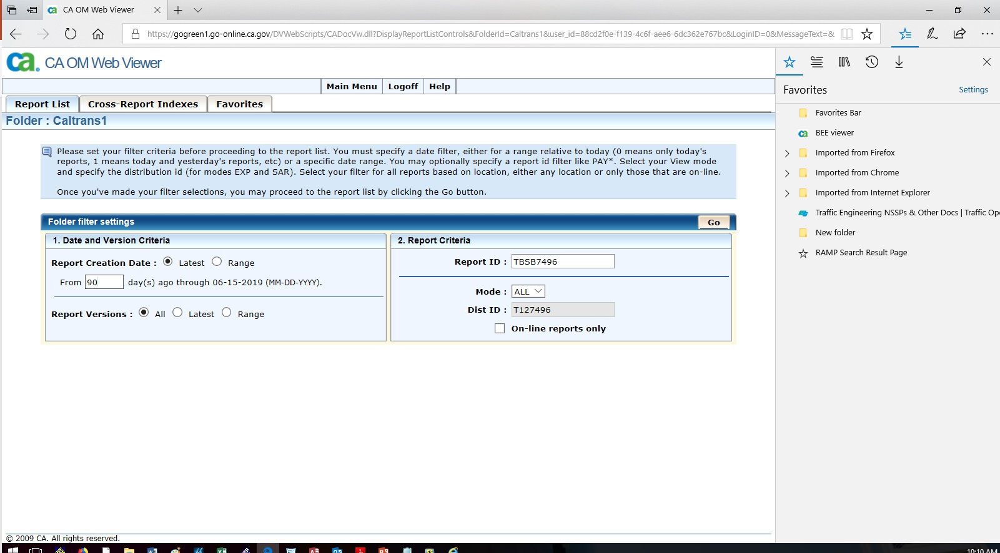 CA OM Web Viewer
https://gogreen1.go-online.ca.gov/DVWebScripts/CADocVw.dll?DisplayReportListControls&FolderId=Caltrans1&user_id=88cd2f0e-f139-4c6f-aee6-6dc362e767bc&LoginID=0&MessageText=&
ca. CA OM Web Viewer
Main Menu Logoff Help
Report List Cross-Report Indexes Favorites
Folder : Caltrans1
Please set your filter criteria before proceeding to the report list. You must specify a date filter, either for a range relative to today (0 means only today's
reports, 1 means today and yesterday's reports, etc) or a specific date range. You may optionally specify a report id filter like PAY*. Select your View mode
and specify the distribution id (for modes EXP and SAR). Select your filter for all reports based on location, either any location or only those that are on-line.
Once you've made your filter selections, you may proceed to the report list by clicking the Go button.
Folder filter settings Go
1. Date and Version Criteria
Report Creation Date : Latest Range
From 90 day(s) ago through 06-15-2019 (MM-DD-YYYY).
Report Versions : All Latest Range
2. Report Criteria
Report ID : TBSB7496
Mode : ALL
Dist ID : T127496
On-line reports only
© 2009 CA. All rights reserved.
Favorites Settings
Favorites Bar
BEE viewer
Imported from Firefox
Imported from Chrome
Imported from Internet Explorer
Traffic Engineering NSSPs & Other Docs | Traffic Ope
New folder
RAMP Search Result Page
10:10 AM